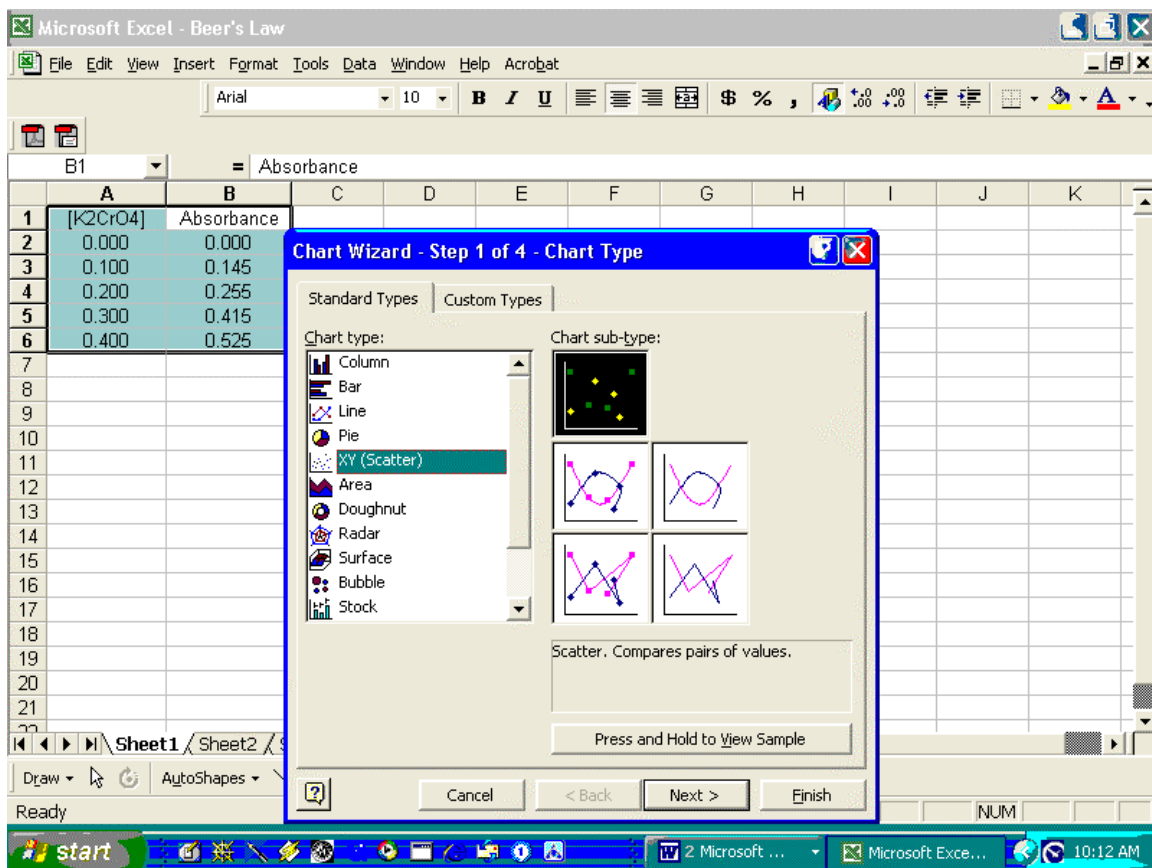 Microsoft Excel - Beer's Law
File Edit View Insert Format Tools Data Window Help Acrobat
Arial 10 B I U $ % ,
B1 = Absorbance
A B C D E F G H I J K
1 [K2CrO4] Absorbance
2 0.000 0.000
3 0.100 0.145
4 0.200 0.255
5 0.300 0.415
6 0.400 0.525
7
8
9
10
11
12
13
14
15
16
17
18
19
20
21
Chart Wizard - Step 1 of 4 - Chart Type
Standard Types Custom Types
Chart type:
Column
Bar
Line
Pie
XY (Scatter)
Area
Doughnut
Radar
Surface
Bubble
Stock
Chart sub-type:
Scatter. Compares pairs of values.
Press and Hold to View Sample
Cancel < Back Next > Finish
Sheet1 Sheet2
Draw AutoShapes
Ready NUM
start 2 Microsoft ... Microsoft Exce... 10:12 AM